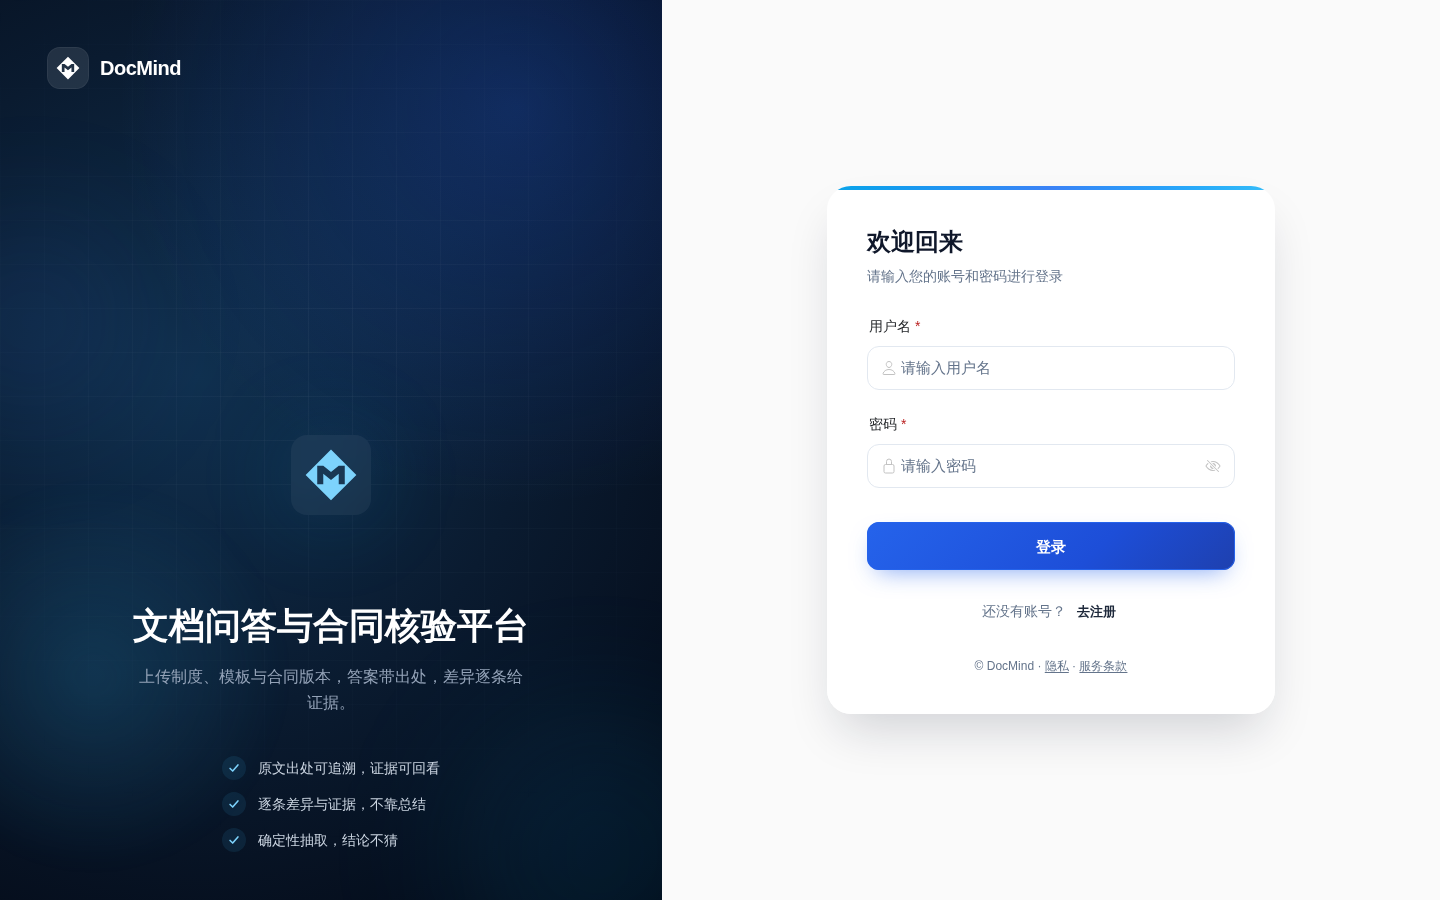 DocMind
文档问答与合同核验平台
上传制度、模板与合同版本，答案带出处，差异逐条给
证据。
原文出处可追溯，证据可回看
逐条差异与证据，不靠总结
确定性抽取，结论不猜
欢迎回来
请输入您的账号和密码进行登录
用户名 *
请输入用户名
密码 *
请输入密码
登录
还没有账号？ 去注册
© DocMind · 隐私 · 服务条款